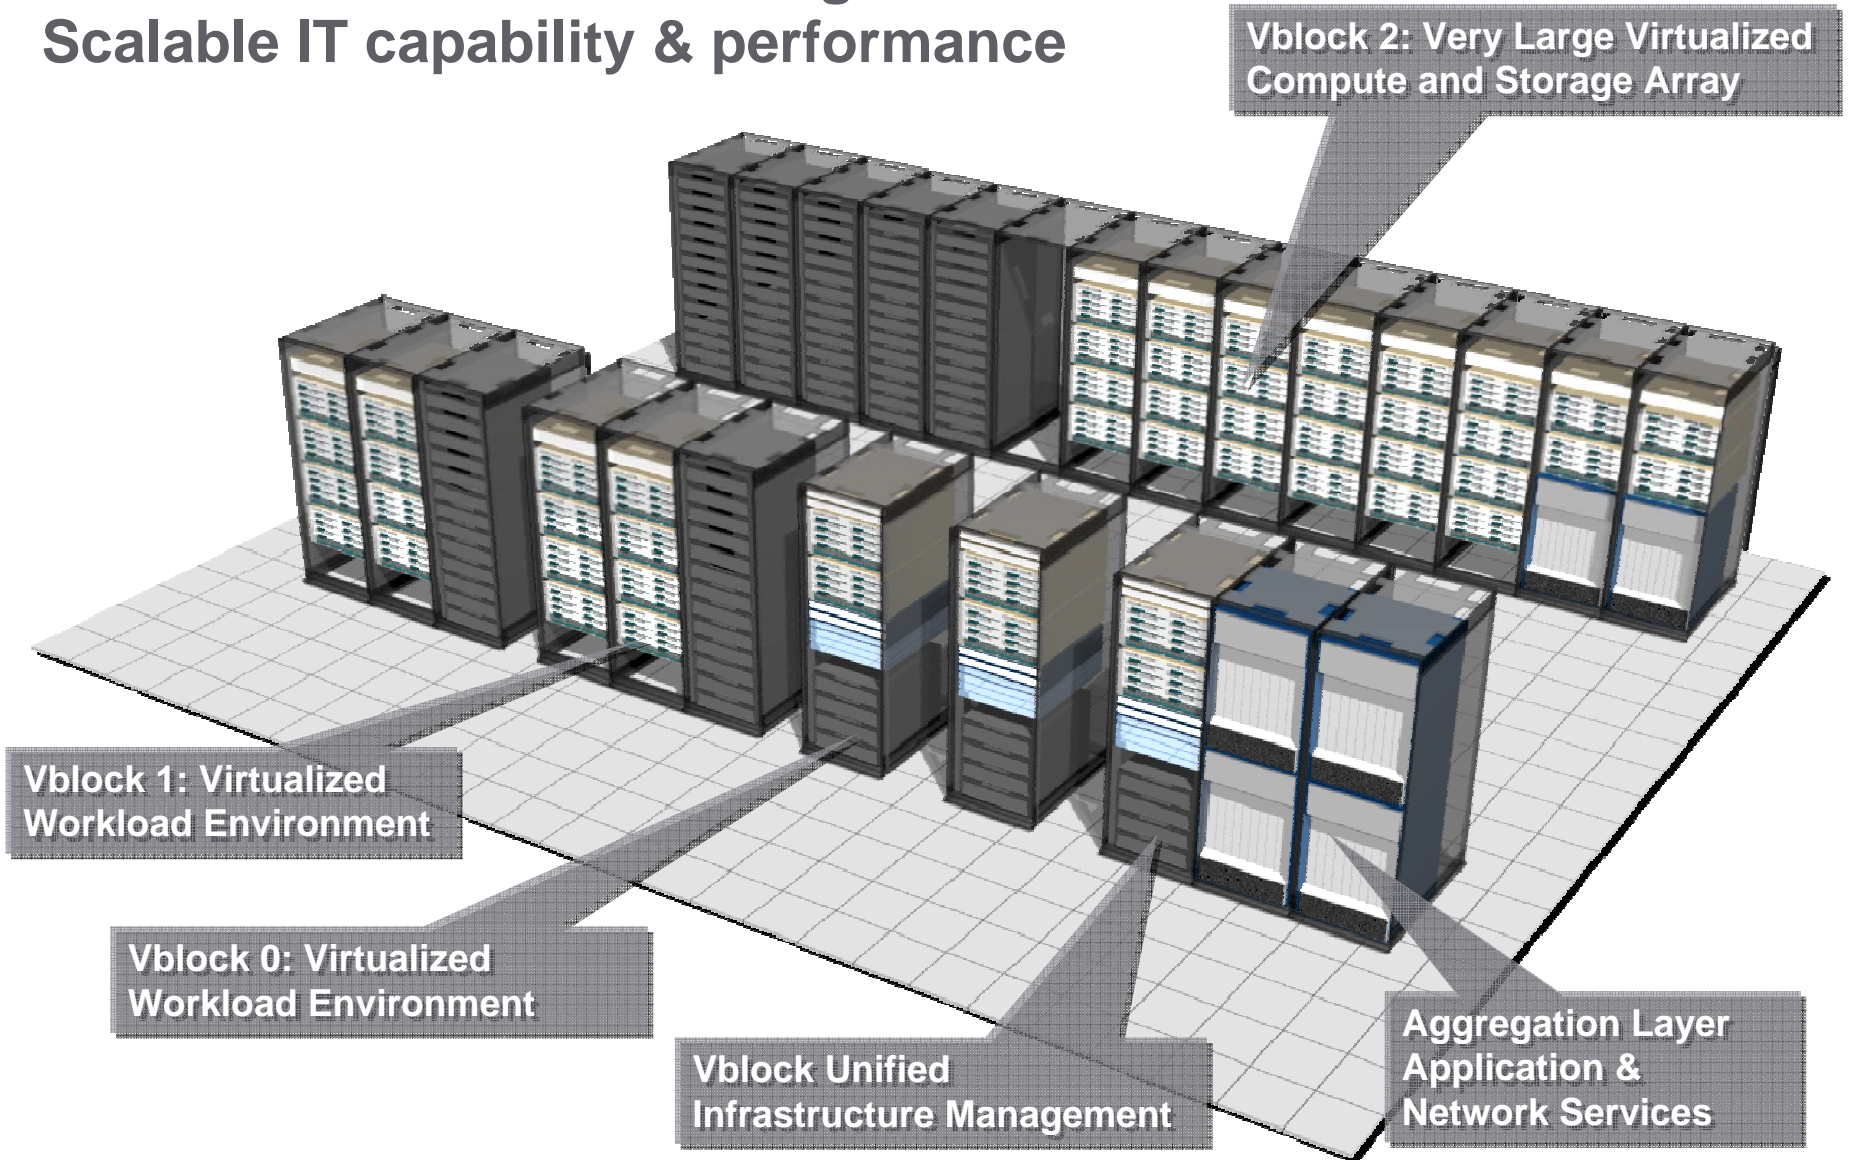 Scalable IT capability & performance
Vblock 2: Very Large Virtualized
Compute and Storage Array
Vblock 1: Virtualized
Workload Environment
Vblock 0: Virtualized
Workload Environment
Vblock Unified
Infrastructure Management
Aggregation Layer
Application &
Network Services